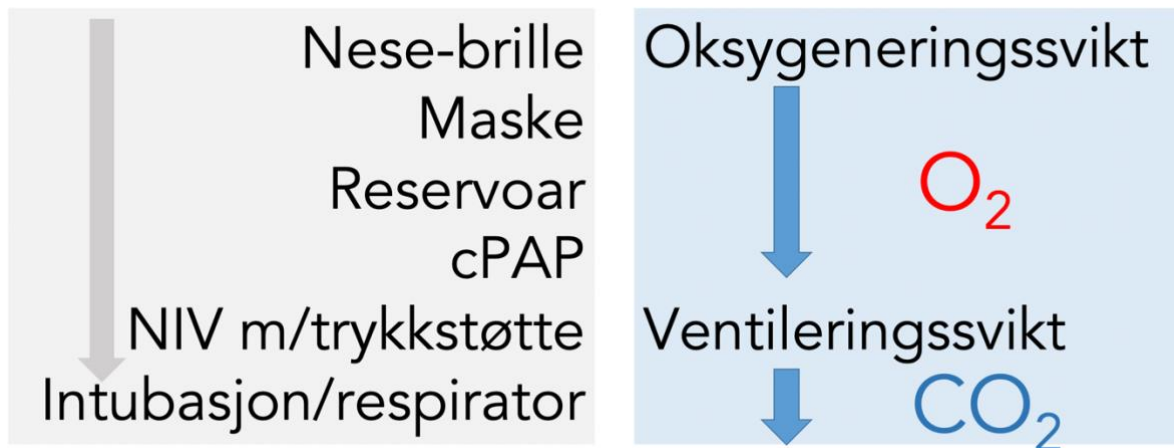 Nese-brille
Maske
Reservoar
cPAP
NIV m/trykkstøtte
Intubasjon/respirator
Oksygeneringssvikt
O₂
Ventileringssvikt
CO₂